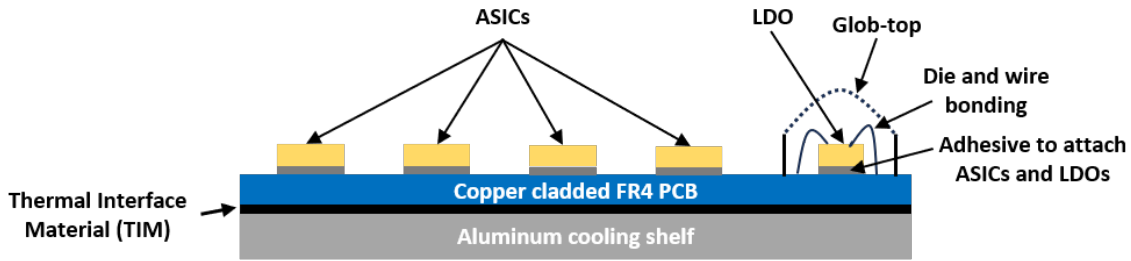 ASICs
LDO
Glob-top
Die and wire
bonding
Adhesive to attach
ASICs and LDOs
Copper cladded FR4 PCB
Thermal Interface
Material (TIM)
Aluminum cooling shelf